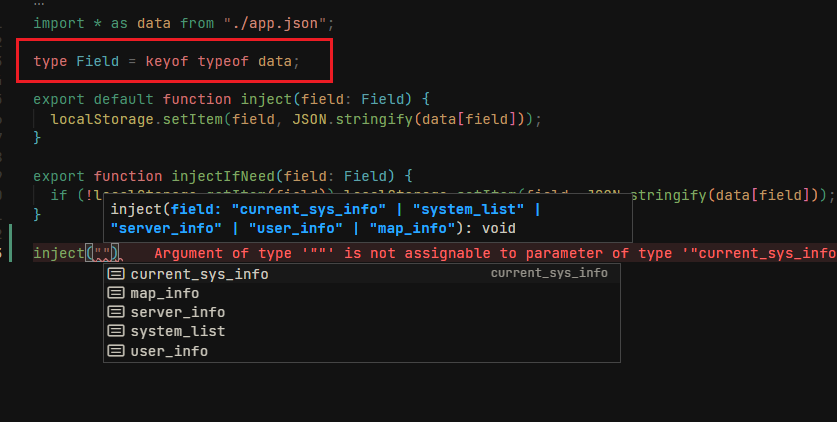 ...
import * as data from "./app.json";
type Field = keyof typeof data;
export default function inject(field: Field) {
localStorage.setItem(field, JSON.stringify(data[field]));
}
export function injectIfNeed(field: Field) {
if (!localStorage.getItem(field)) localStorage.setItem(field, JSON.stringify(data[field]));
}
inject(field: "current_sys_info" | "system_list" |
"server_info" | "user_info" | "map_info"): void
inject("") Argument of type '""' is not assignable to parameter of type '"current_sys_info
current_sys_info current_sys_info
map_info
server_info
system_list
user_info